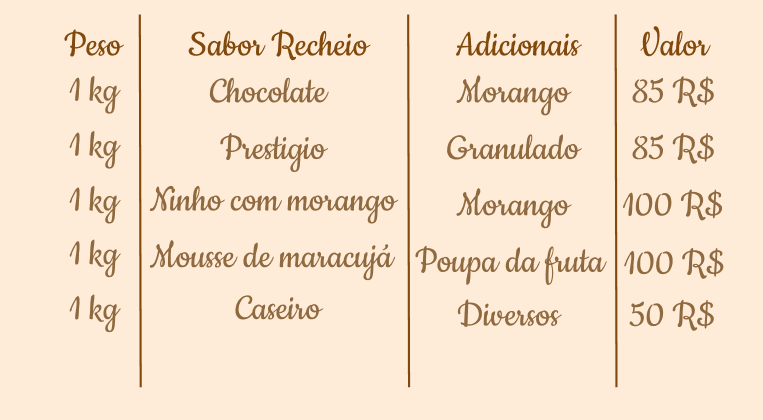 Peso Sabor Recheio Adicionais Valor
1 kg Chocolate Morango 85 R$
1 kg Prestigio Granulado 85 R$
1 kg Ninho com morango Morango 100 R$
1 kg Mousse de maracujá Poupa da fruta 100 R$
1 kg Caseiro Diversos 50 R$